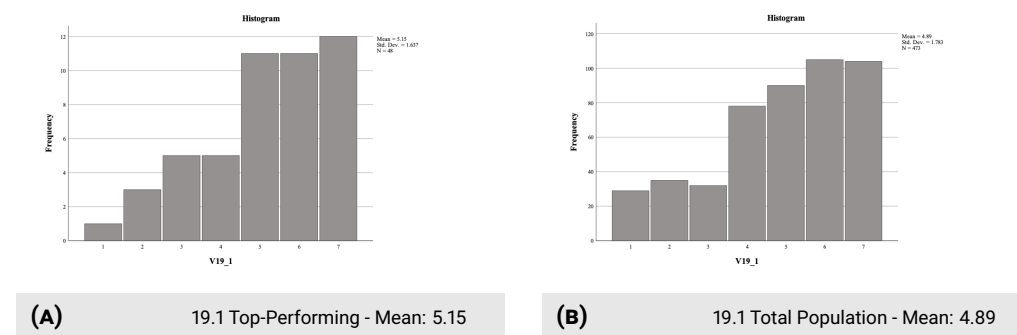 Histogram
Mean = 5.15
Std. Dev. = 1.637
N = 48
12
10
8
6
4
2
0
Frequency
1 2 3 4 5 6 7
V19_1
(A) 19.1 Top-Performing - Mean: 5.15
Histogram
Mean = 4.89
Std. Dev. = 1.783
N = 473
120
100
80
60
40
20
0
Frequency
1 2 3 4 5 6 7
V19_1
(B) 19.1 Total Population - Mean: 4.89